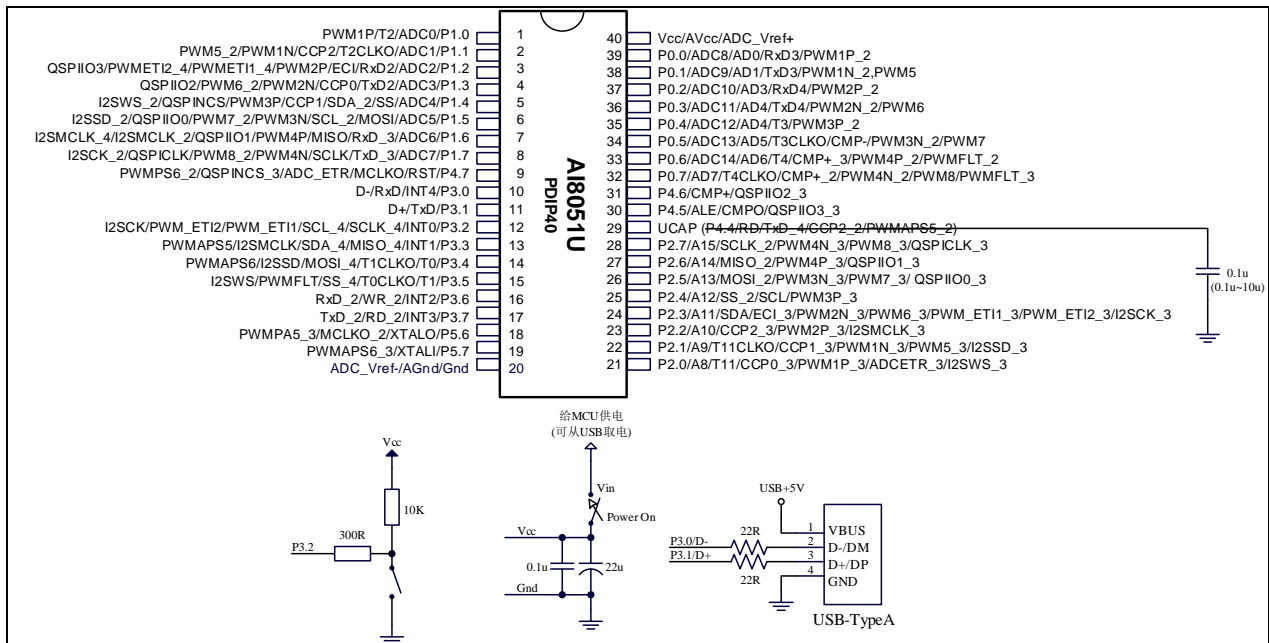 PWM1P/T2/ADC0/P1.0
PWM5_2/PWM1N/CCP2/T2CLKO/ADC1/P1.1
QSPIIO3/PWMETI2_4/PWMETI1_4/PWM2P/ECI/RxD2/ADC2/P1.2
QSPIIO2/PWM6_2/PWM2N/CCP0/TxD2/ADC3/P1.3
I2SWS_2/QSPINCS/PWM3P/CCP1/SDA_2/SS/ADC4/P1.4
I2SSD_2/QSPIIO0/PWM7_2/PWM3N/SCL_2/MOSI/ADC5/P1.5
I2SMCLK_4/I2SMCLK_2/QSPIIO1/PWM4P/MISO/RxD_3/ADC6/P1.6
I2SCK_2/QSPICLK/PWM8_2/PWM4N/SCLK/TxD_3/ADC7/P1.7
PWMPS6_2/QSPINCS_3/ADC_ETR/MCLKO/RST/P4.7
D-/RxD/INT4/P3.0
D+/TxD/P3.1
I2SCK/PWM_ETI2/PWM_ETI1/SCL_4/SCLK_4/INT0/P3.2
PWMAPS5/I2SMCLK/SDA_4/MISO_4/INT1/P3.3
PWMAPS6/I2SSD/MOSI_4/T1CLKO/T0/P3.4
I2SWS/PWMFLT/SS_4/T0CLKO/T1/P3.5
RxD_2/WR_2/INT2/P3.6
TxD_2/RD_2/INT3/P3.7
PWMPA5_3/MCLKO_2/XTALO/P5.6
PWMAPS6_3/XTALI/P5.7
ADC_Vref-/AGnd/Gnd
1
2
3
4
5
6
7
8
9
10
11
12
13
14
15
16
17
18
19
20
AI8051U
PDIP40
40 Vcc/AVcc/ADC_Vref+
39 P0.0/ADC8/AD0/RxD3/PWM1P_2
38 P0.1/ADC9/AD1/TxD3/PWM1N_2,PWM5
37 P0.2/ADC10/AD3/RxD4/PWM2P_2
36 P0.3/ADC11/AD4/TxD4/PWM2N_2/PWM6
35 P0.4/ADC12/AD4/T3/PWM3P_2
34 P0.5/ADC13/AD5/T3CLKO/CMP-/PWM3N_2/PWM7
33 P0.6/ADC14/AD6/T4/CMP+_3/PWM4P_2/PWMFLT_2
32 P0.7/AD7/T4CLKO/CMP+_2/PWM4N_2/PWM8/PWMFLT_3
31 P4.6/CMP+/QSPIIO2_3
30 P4.5/ALE/CMPO/QSPIIO3_3
29 UCAP (P4.4/RD/TxD_4/CCP2_2/PWMAPS5_2)
28 P2.7/A15/SCLK_2/PWM4N_3/PWM8_3/QSPICLK_3
27 P2.6/A14/MISO_2/PWM4P_3/QSPIIO1_3
26 P2.5/A13/MOSI_2/PWM3N_3/PWM7_3/ QSPIIO0_3
25 P2.4/A12/SS_2/SCL/PWM3P_3
24 P2.3/A11/SDA/ECI_3/PWM2N_3/PWM6_3/PWM_ETI1_3/PWM_ETI2_3/I2SCK_3
23 P2.2/A10/CCP2_3/PWM2P_3/I2SMCLK_3
22 P2.1/A9/T11CLKO/CCP1_3/PWM1N_3/PWM5_3/I2SSD_3
21 P2.0/A8/T11/CCP0_3/PWM1P_3/ADCETR_3/I2SWS_3
0.1u
(0.1u~10u)
Vcc
10K
300R
P3.2
给MCU供电
(可从USB取电)
Vin
Power On
Vcc
0.1u
22u
Gnd
USB+5V
P3.0/D-
P3.1/D+
22R
22R
1 VBUS
2 D-/DM
3 D+/DP
4 GND
USB-TypeA